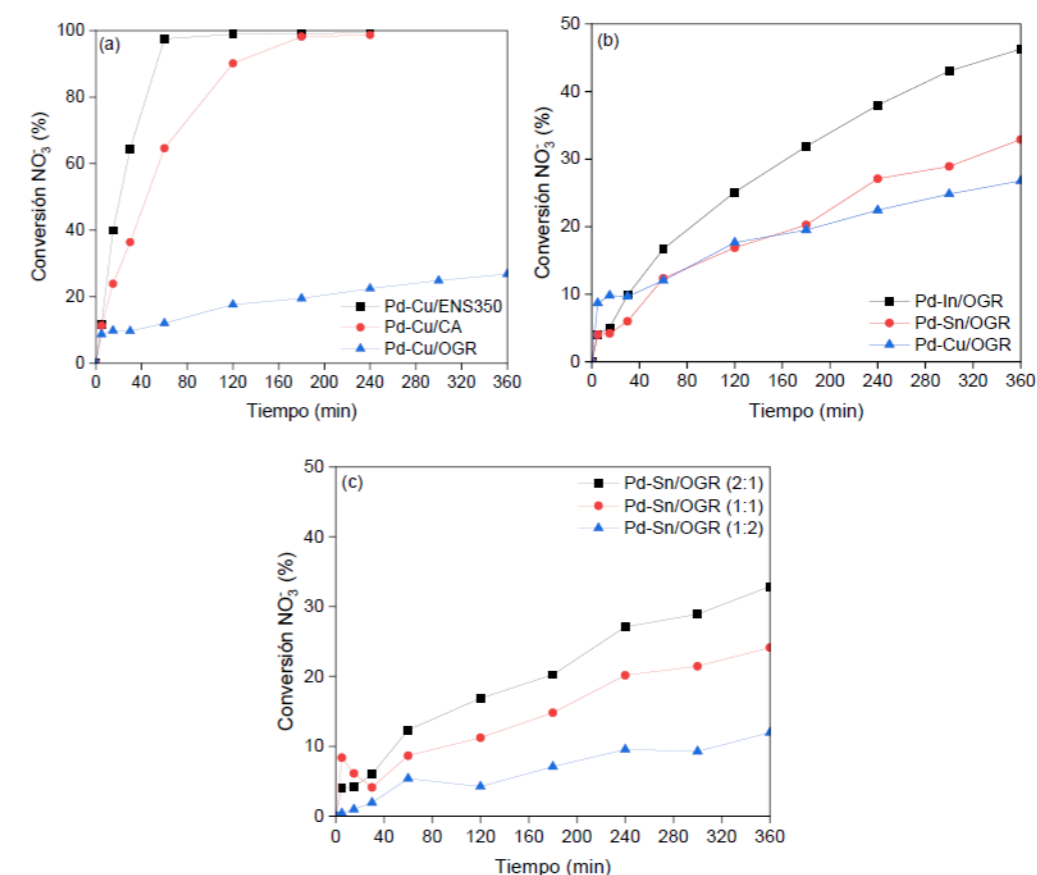 (a)
100
80
60
40
20
0
Conversión NO₃⁻ (%)
Pd-Cu/ENS350
Pd-Cu/CA
Pd-Cu/OGR
0 40 80 120 160 200 240 280 320 360
Tiempo (min)
(b)
50
40
30
20
10
0
Conversión NO₃⁻ (%)
Pd-In/OGR
Pd-Sn/OGR
Pd-Cu/OGR
0 40 80 120 160 200 240 280 320 360
Tiempo (min)
(c)
50
40
30
20
10
0
Conversión NO₃⁻ (%)
Pd-Sn/OGR (2:1)
Pd-Sn/OGR (1:1)
Pd-Sn/OGR (1:2)
0 40 80 120 160 200 240 280 320 360
Tiempo (min)